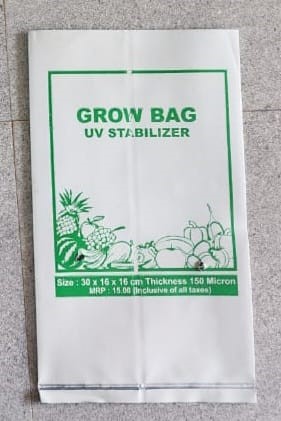 GROW BAG
UV STABILIZER
Size : 30 x 16 x 16 cm Thickness 150 Micron
MRP : 15.00 (Inclusive of all taxes)